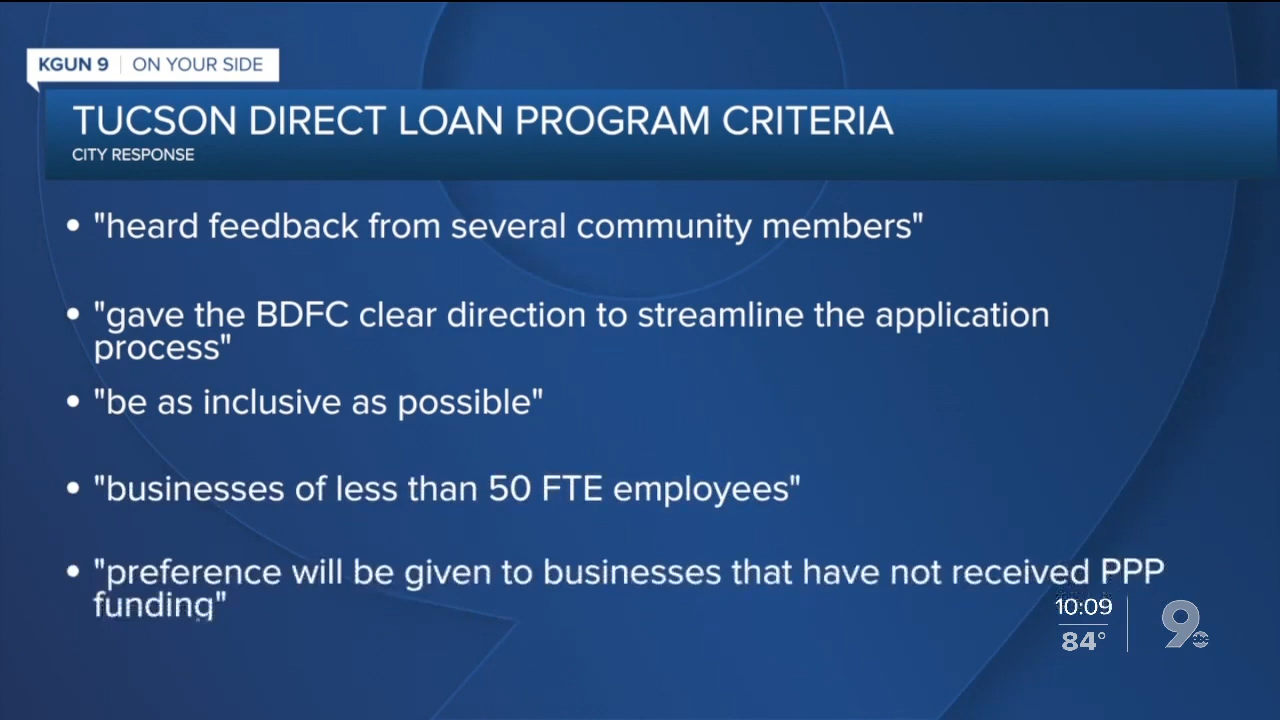 KGUN 9 | ON YOUR SIDE
TUCSON DIRECT LOAN PROGRAM CRITERIA
CITY RESPONSE
• "heard feedback from several community members"
• "gave the BDFC clear direction to streamline the application
process"
• "be as inclusive as possible"
• "businesses of less than 50 FTE employees"
• "preference will be given to businesses that have not received PPP
funding"
10:09
84°
9
abc